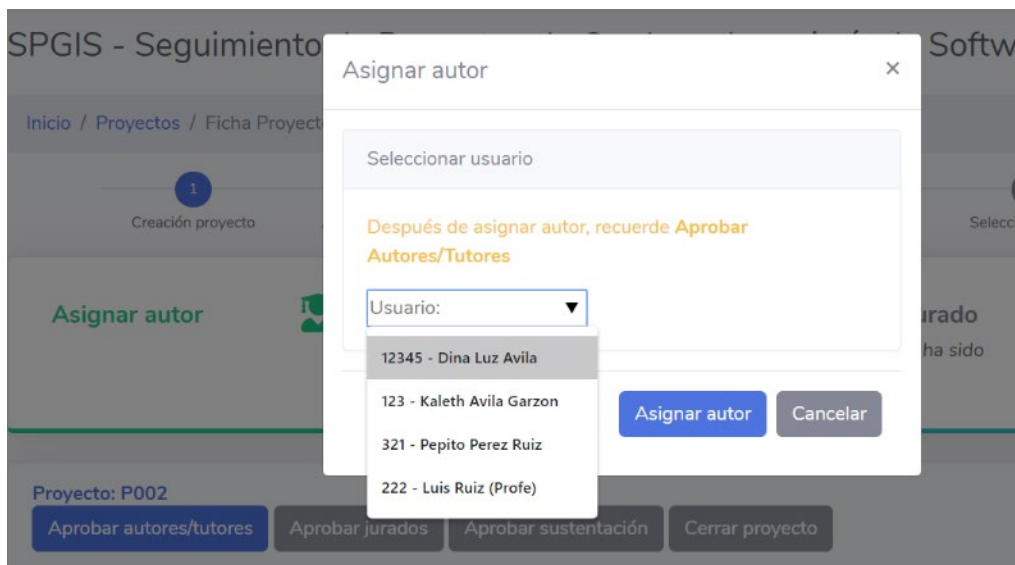 SPGIS - Seguimiento
Softw
Asignar autor
×
Inicio / Proyectos / Ficha Proyect
Seleccionar usuario
1
Creación proyecto
Selecc
Después de asignar autor, recuerde Aprobar
Autores/Tutores
Asignar autor
Usuario:
urado
ha sido
12345 - Dina Luz Avila
123 - Kaleth Avila Garzon
321 - Pepito Perez Ruiz
222 - Luis Ruiz (Profe)
Asignar autor
Cancelar
Proyecto: P002
Aprobar autores/tutores
Aprobar jurados
Aprobar sustentación
Cerrar proyecto